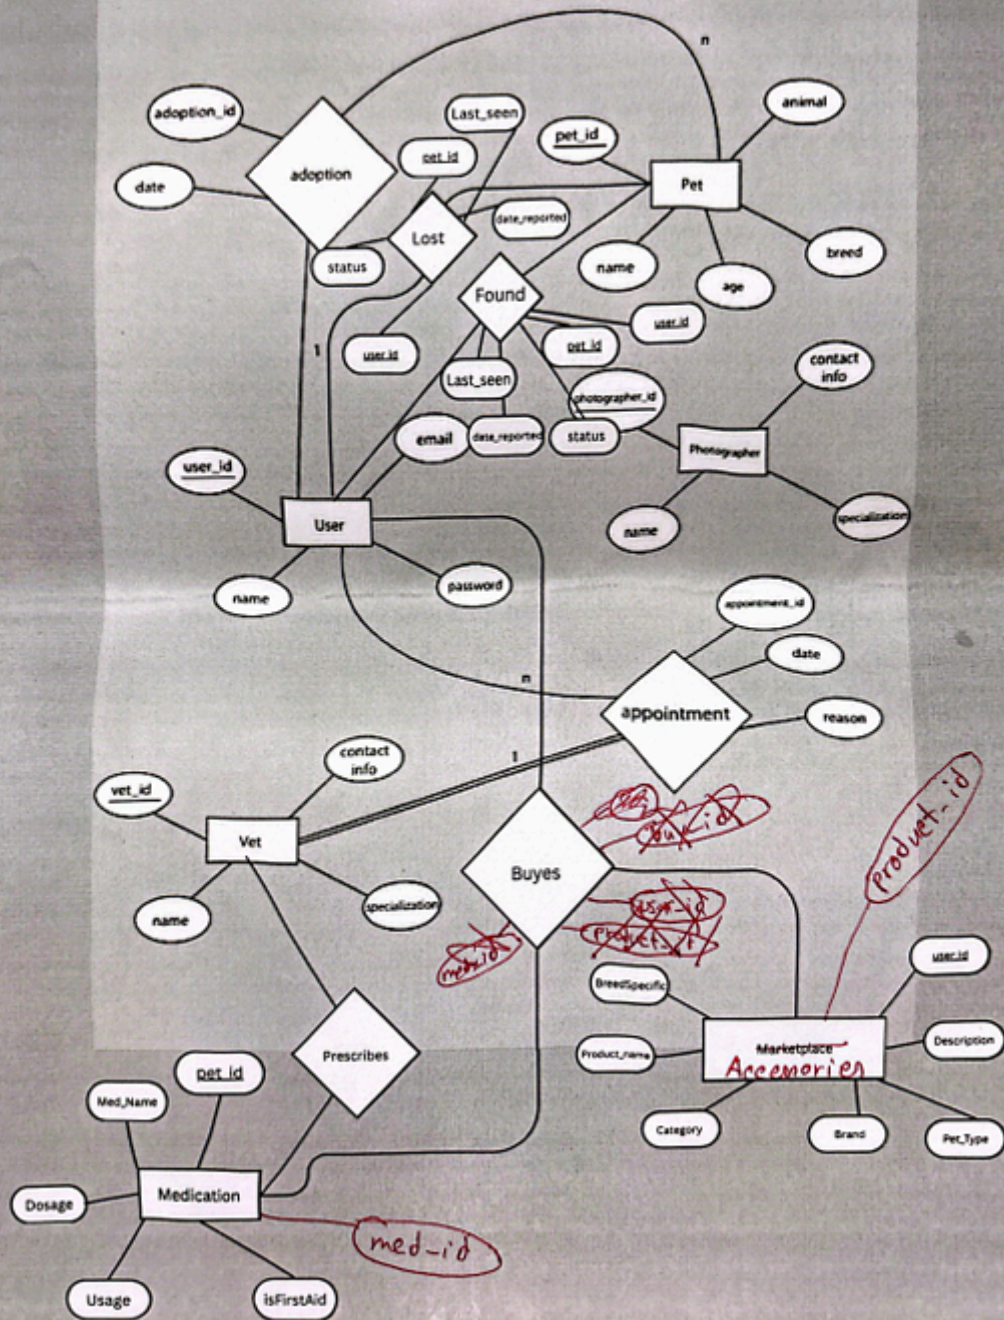 n
adoption_id
Last_seen
animal
pet_id
pet_id
adoption
Pet
date
date_reported
Lost
breed
status
name
age
Found
user_id
1
user_id
pet_id
contact
info
Last_seen
photographer_id
email
date_reported
status
Photographer
user_id
specialization
User
name
password
name
appointment_id
date
n
appointment
reason
contact
info
1
vet_id
product_id
Vet
Buyes
user_id
specialization
name
product_id
med_id
user_id
BreedSpecific
Description
Marketplace
Product_name
Accessories
Prescribes
pet_id
Med_Name
Category
Brand
Pet_Type
Medication
Dosage
med_id
Usage
isFirstAid